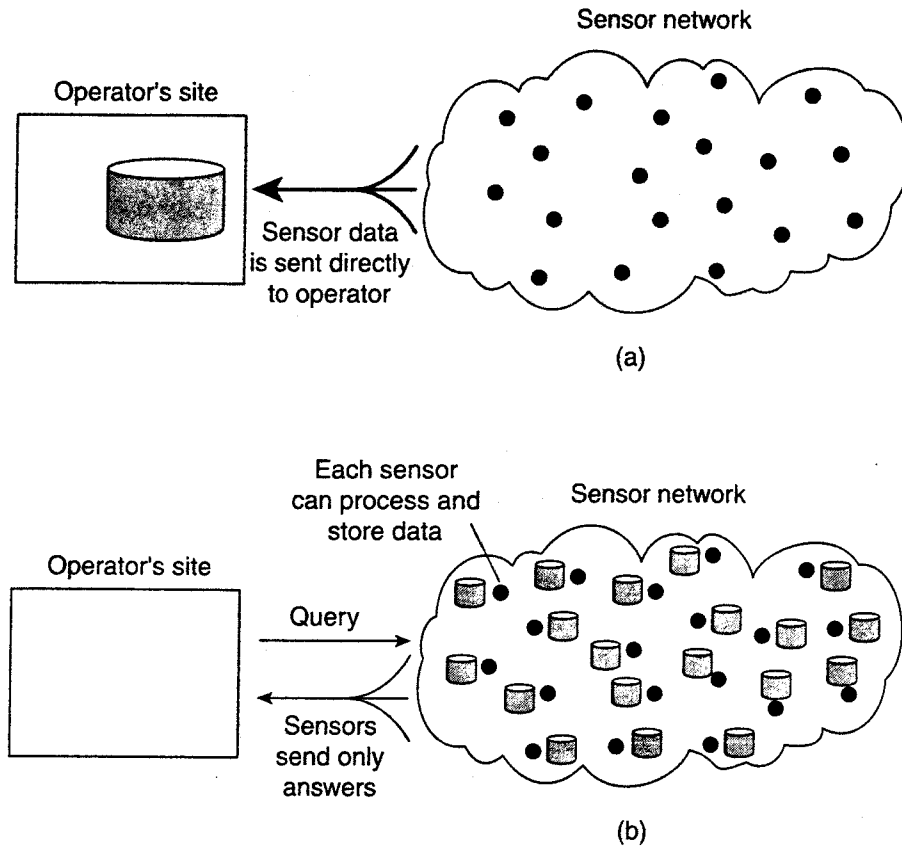 Sensor network
Operator's site
Sensor data
is sent directly
to operator
(a)
Each sensor
can process and
store data
Sensor network
Operator's site
Query
Sensors
send only
answers
(b)